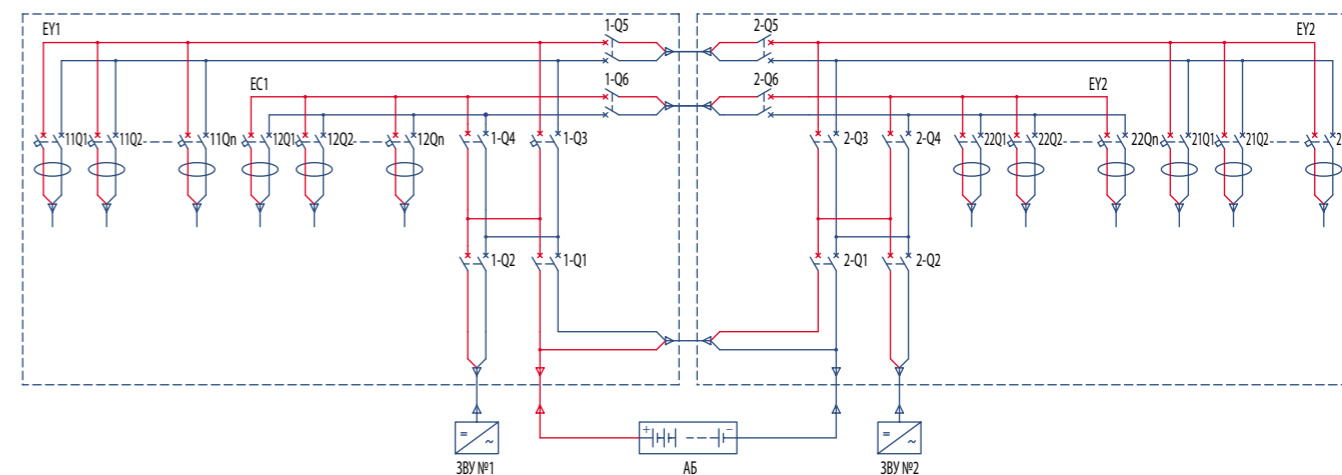 EY1
1-Q5
2-Q5
EY2
EC1
1-Q6
2-Q6
EY2
11Q1
11Q2
11Qn
12Q1
12Q2
12Qn
1-Q4
1-Q3
2-Q3
2-Q4
22Q1
22Q2
22Qn
21Q1
21Q2
1-Q2
1-Q1
2-Q1
2-Q2
= ~
+ −
= ~
ЗВУ №1
АБ
ЗВУ №2